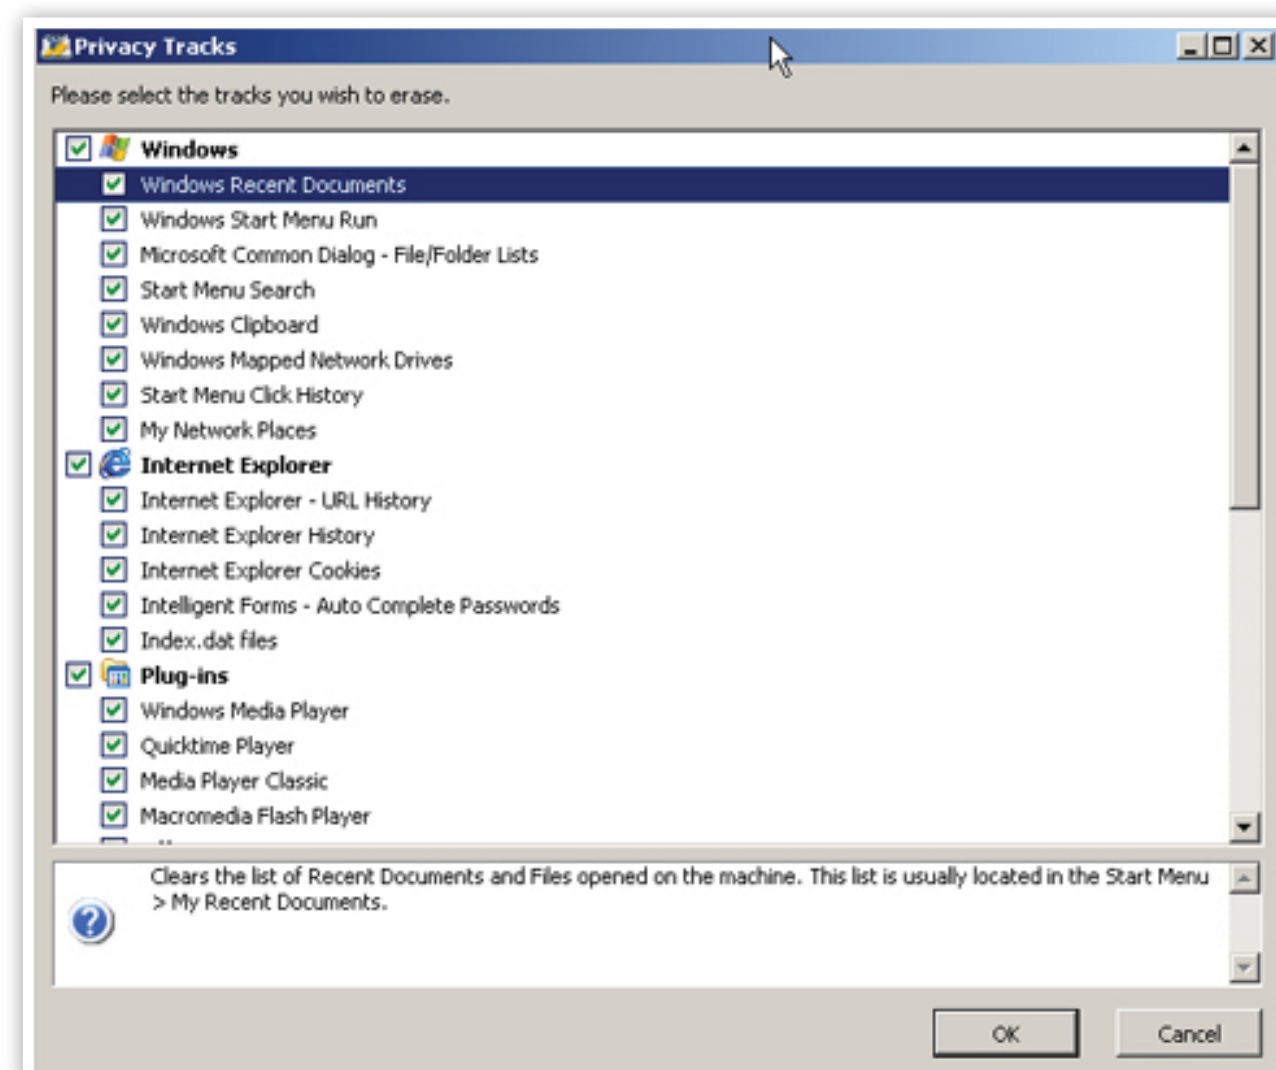 Privacy Tracks
Please select the tracks you wish to erase.
Windows
Windows Recent Documents
Windows Start Menu Run
Microsoft Common Dialog - File/Folder Lists
Start Menu Search
Windows Clipboard
Windows Mapped Network Drives
Start Menu Click History
My Network Places
Internet Explorer
Internet Explorer - URL History
Internet Explorer History
Internet Explorer Cookies
Intelligent Forms - Auto Complete Passwords
Index.dat files
Plug-ins
Windows Media Player
Quicktime Player
Media Player Classic
Macromedia Flash Player
Clears the list of Recent Documents and Files opened on the machine. This list is usually located in the Start Menu
> My Recent Documents.
OK
Cancel